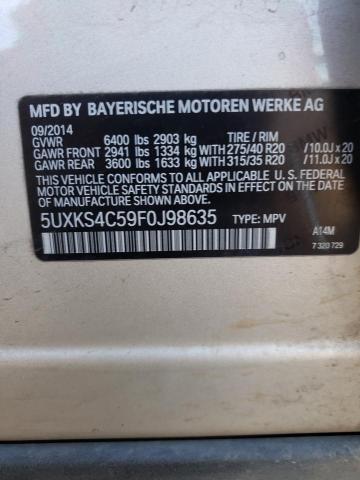 MFD BY BAYERISCHE MOTOREN WERKE AG
09/2014
GVWR 6400 lbs 2903 kg TIRE / RIM
GAWR FRONT 2941 lbs 1334 kg WITH 275/40 R20 /10.0J x 20
GAWR REAR 3600 lbs 1633 kg WITH 315/35 R20 /11.0J x 20
THIS VEHICLE CONFORMS TO ALL APPLICABLE U. S. FEDERAL
MOTOR VEHICLE SAFETY STANDARDS IN EFFECT
ON THE DATE OF MANUFACTURE SHOWN ABOVE.
5UXKS4C59F0J98635 TYPE: MPV
A14M
7 320 729